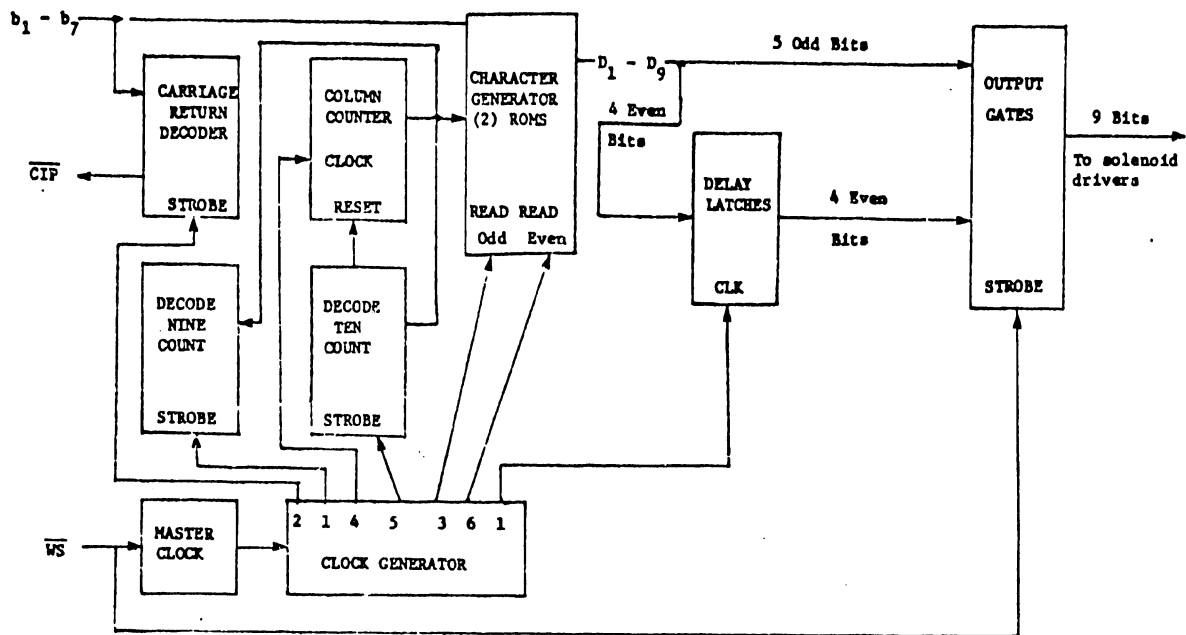 b1 - b7
CARRIAGE
RETURN
DECODER
STROBE
CIP
COLUMN
COUNTER
CLOCK
RESET
CHARACTER
GENERATOR
(2) ROMS
READ READ
Odd Even
D1 - D9
5 Odd Bits
4 Even
Bits
DELAY
LATCHES
CLK
4 Even
Bits
OUTPUT
GATES
STROBE
9 Bits
To solenoid
drivers
DECODE
NINE
COUNT
STROBE
DECODE
TEN
COUNT
STROBE
WS
MASTER
CLOCK
2 1 4 5 3 6 1
CLOCK GENERATOR